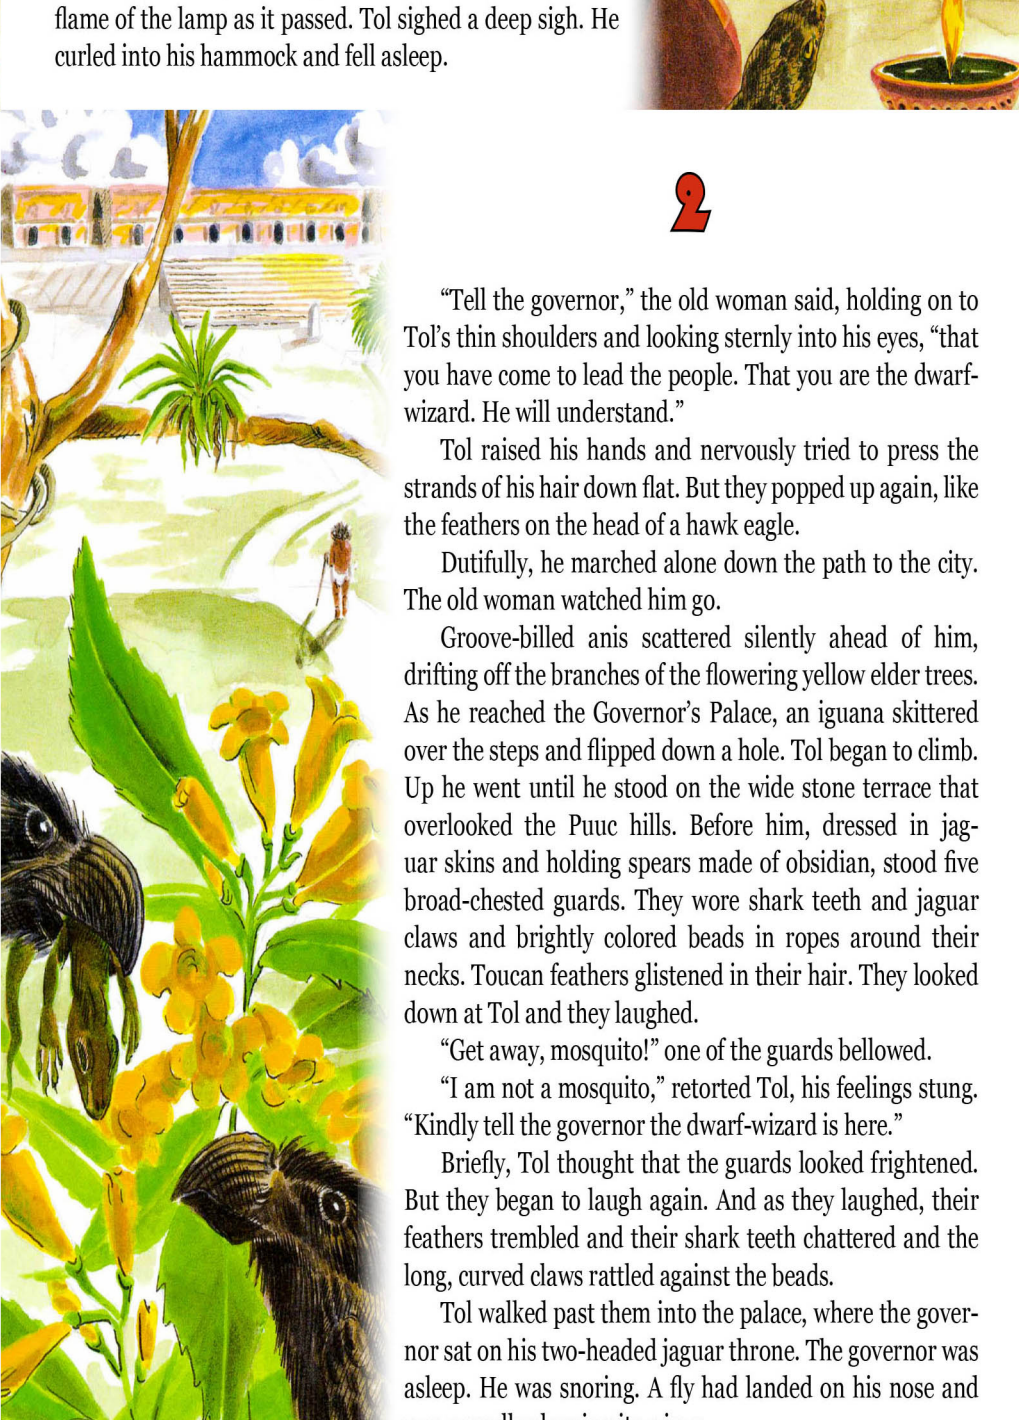 flame of the lamp as it passed. Tol sighed a deep sigh. He
curled into his hammock and fell asleep.
2
“Tell the governor,” the old woman said, holding on to
Tol’s thin shoulders and looking sternly into his eyes, “that
you have come to lead the people. That you are the dwarf-
wizard. He will understand.”
Tol raised his hands and nervously tried to press the
strands of his hair down flat. But they popped up again, like
the feathers on the head of a hawk eagle.
Dutifully, he marched alone down the path to the city.
The old woman watched him go.
Groove-billed anis scattered silently ahead of him,
drifting off the branches of the flowering yellow elder trees.
As he reached the Governor’s Palace, an iguana skittered
over the steps and flipped down a hole. Tol began to climb.
Up he went until he stood on the wide stone terrace that
overlooked the Puuc hills. Before him, dressed in jag-
uar skins and holding spears made of obsidian, stood five
broad-chested guards. They wore shark teeth and jaguar
claws and brightly colored beads in ropes around their
necks. Toucan feathers glistened in their hair. They looked
down at Tol and they laughed.
“Get away, mosquito!” one of the guards bellowed.
“I am not a mosquito,” retorted Tol, his feelings stung.
“Kindly tell the governor the dwarf-wizard is here.”
Briefly, Tol thought that the guards looked frightened.
But they began to laugh again. And as they laughed, their
feathers trembled and their shark teeth chattered and the
long, curved claws rattled against the beads.
Tol walked past them into the palace, where the gover-
nor sat on his two-headed jaguar throne. The governor was
asleep. He was snoring. A fly had landed on his nose and